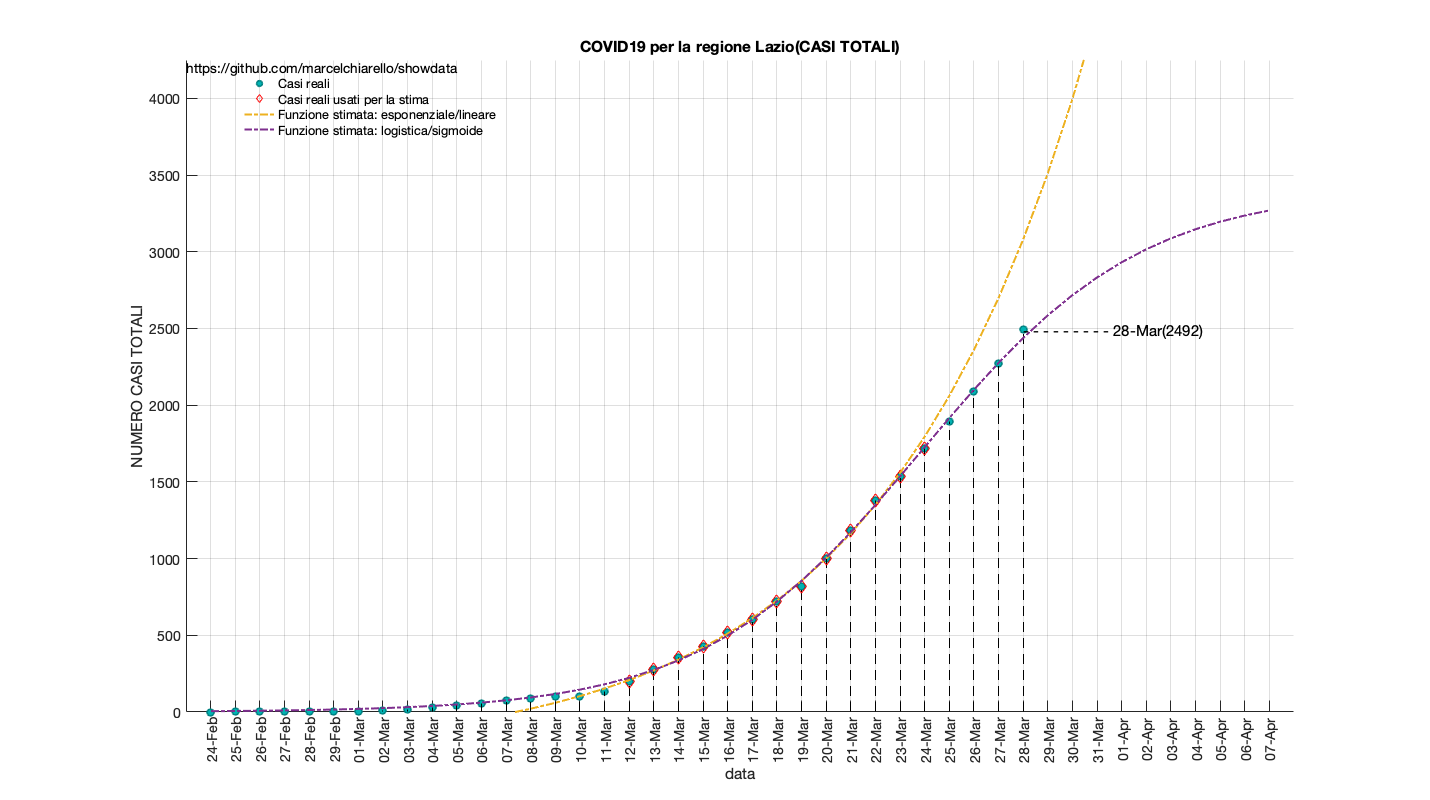 COVID19 per la regione Lazio(CASI TOTALI)
https://github.com/marcelchiarello/showdata
Casi reali
Casi reali usati per la stima
Funzione stimata: esponenziale/lineare
Funzione stimata: logistica/sigmoide
4000
3500
3000
2500
2000
1500
1000
500
0
NUMERO CASI TOTALI
28-Mar(2492)
24-Feb
25-Feb
26-Feb
27-Feb
28-Feb
29-Feb
01-Mar
02-Mar
03-Mar
04-Mar
05-Mar
06-Mar
07-Mar
08-Mar
09-Mar
10-Mar
11-Mar
12-Mar
13-Mar
14-Mar
15-Mar
16-Mar
17-Mar
18-Mar
19-Mar
20-Mar
21-Mar
22-Mar
23-Mar
24-Mar
25-Mar
26-Mar
27-Mar
28-Mar
29-Mar
30-Mar
31-Mar
01-Apr
02-Apr
03-Apr
04-Apr
05-Apr
06-Apr
07-Apr
data